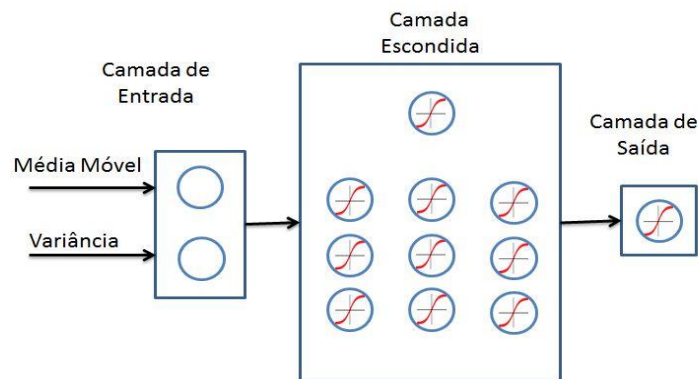 Camada
Escondida
Camada de
Entrada
Camada de
Saída
Média Móvel
Variância